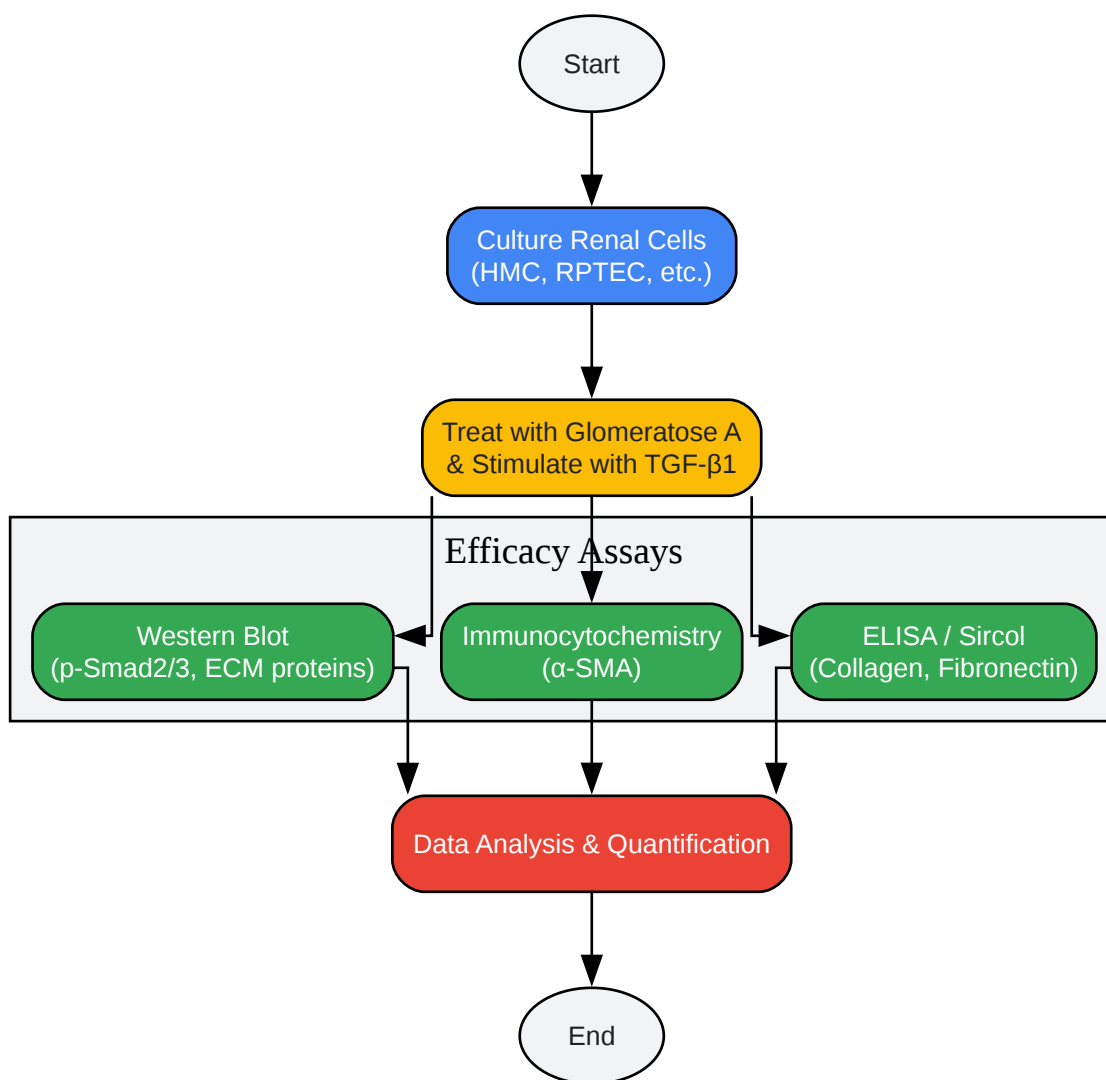 Start
Culture Renal Cells
(HMC, RPTEC, etc.)
Treat with Glomeratose A
& Stimulate with TGF-β1
Efficacy Assays
Western Blot
(p-Smad2/3, ECM proteins)
Immunocytochemistry
(α-SMA)
ELISA / Sircol
(Collagen, Fibronectin)
Data Analysis & Quantification
End